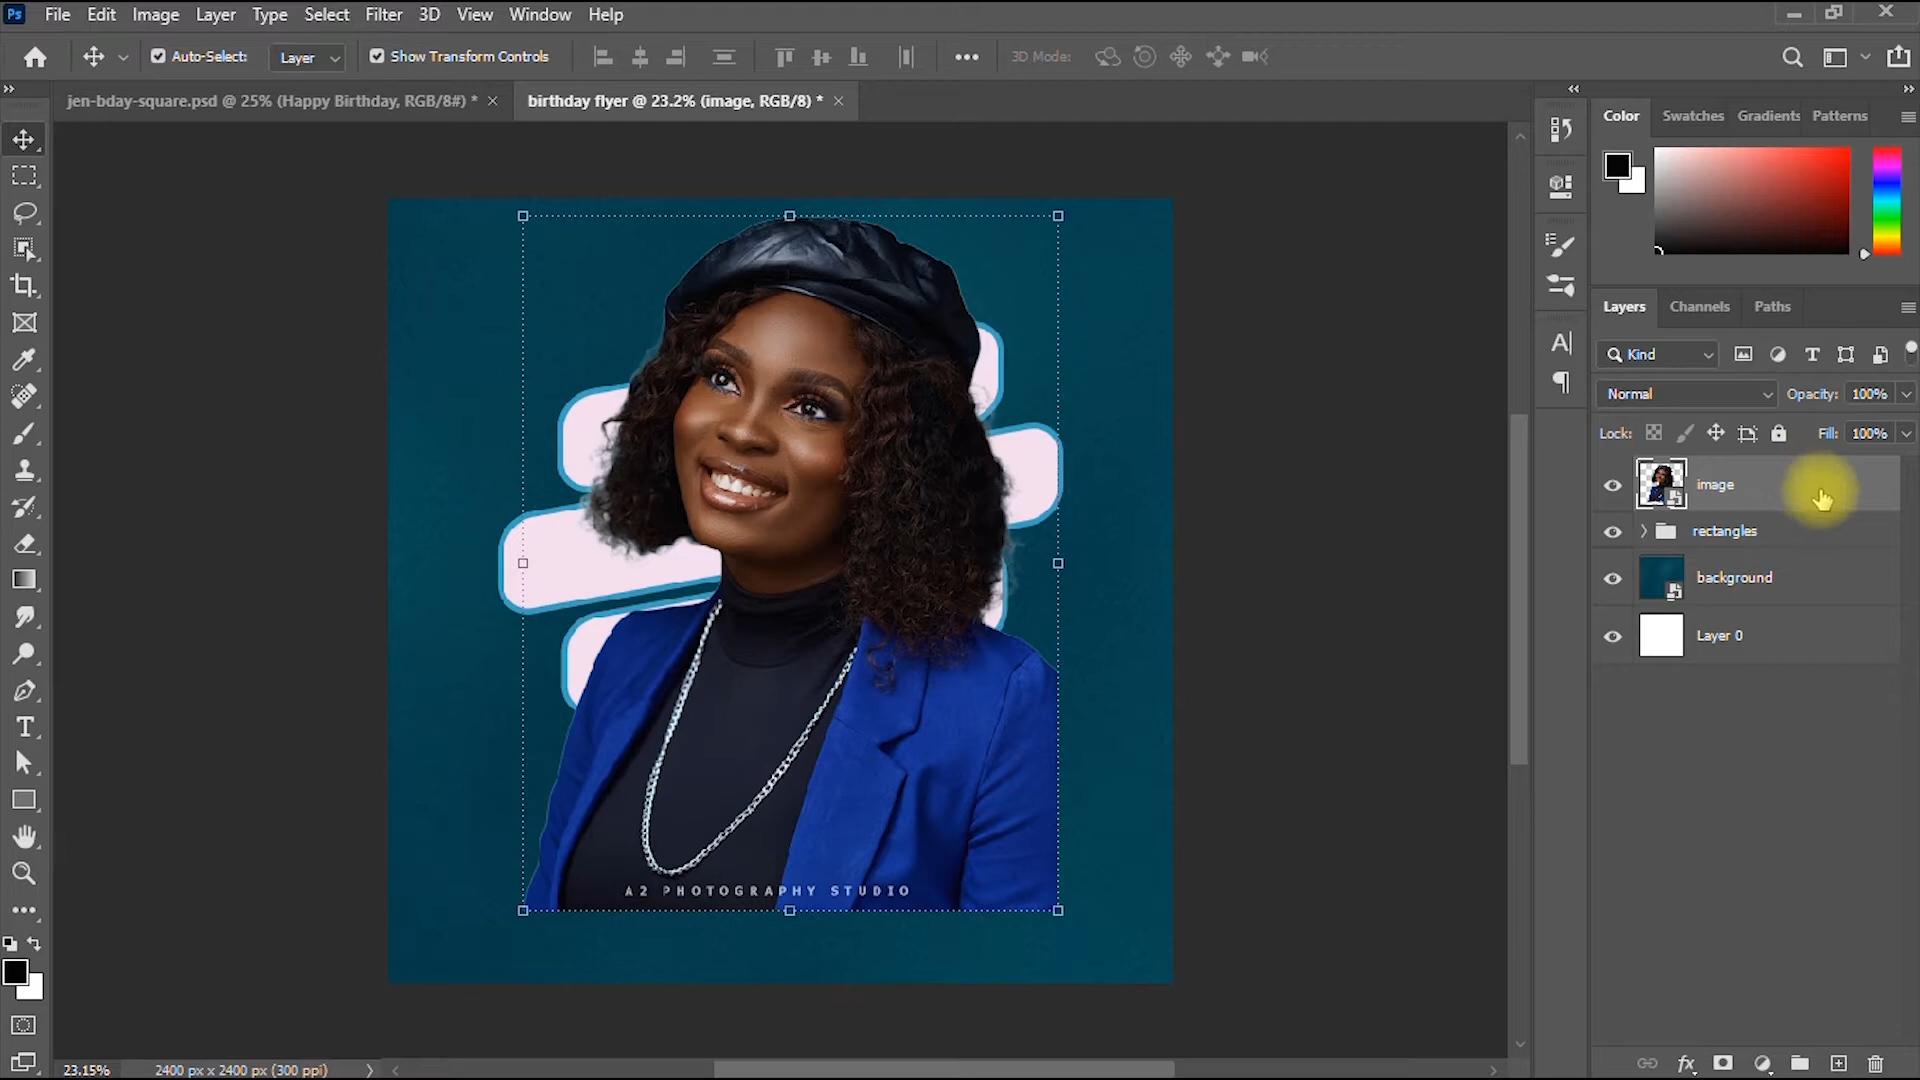 Ps File Edit Image Layer Type Select Filter 3D View Window Help
Auto-Select: Layer Show Transform Controls 3D Mode:
jen-bday-square.psd @ 25% (Happy Birthday, RGB/8#) * birthday flyer @ 23.2% (image, RGB/8) *
Color Swatches Gradients Patterns
Layers Channels Paths
Kind
Normal Opacity: 100%
Lock: Fill: 100%
image
rectangles
background
Layer 0
A2 PHOTOGRAPHY STUDIO
23.15% 2400 px x 2400 px (300 ppi)